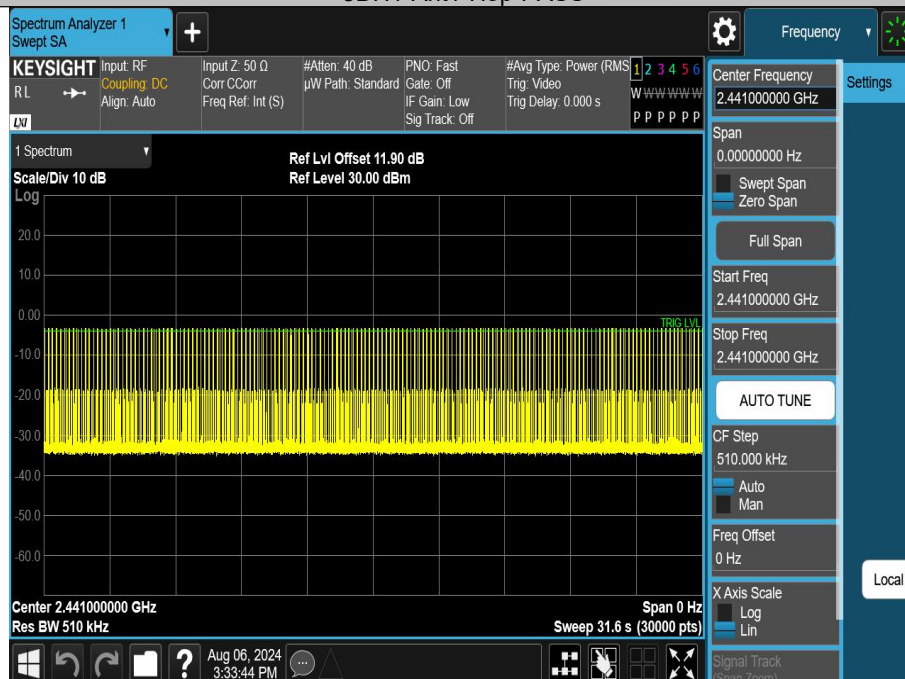 Spectrum Analyzer 1
Swept SA
Frequency
KEYSIGHT
RL
LXI
Input: RF
Coupling: DC
Align: Auto
Input Z: 50 Ω
Corr CCorr
Freq Ref: Int (S)
#Atten: 40 dB
µW Path: Standard
PNO: Fast
Gate: Off
IF Gain: Low
Sig Track: Off
#Avg Type: Power (RMS
Trig: Video
Trig Delay: 0.000 s
1 2 3 4 5 6
W W W W W W
P P P P P P
1 Spectrum
Scale/Div 10 dB
Log
Ref Lvl Offset 11.90 dB
Ref Level 30.00 dBm
20.0
10.0
0.00
-10.0
-20.0
-30.0
-40.0
-50.0
-60.0
TRIG LVL
Center 2.441000000 GHz
Res BW 510 kHz
Span 0 Hz
Sweep 31.6 s (30000 pts)
Center Frequency
2.441000000 GHz
Span
0.00000000 Hz
Swept Span
Zero Span
Full Span
Start Freq
2.441000000 GHz
Stop Freq
2.441000000 GHz
AUTO TUNE
CF Step
510.000 kHz
Auto
Man
Freq Offset
0 Hz
X Axis Scale
Log
Lin
Signal Track
(Span Zoom)
Settings
Local
?
Aug 06, 2024
3:33:44 PM